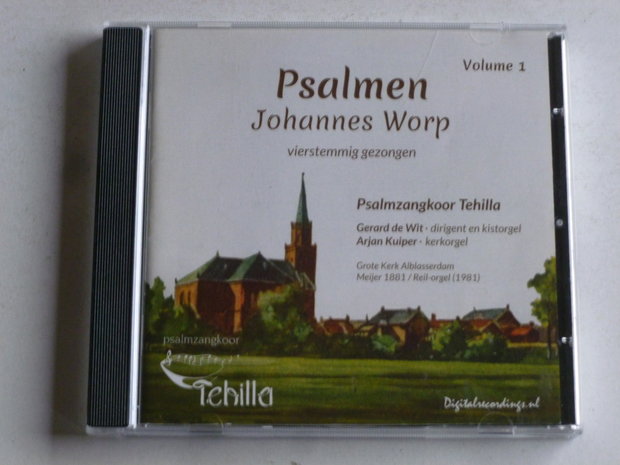 Volume 1
Psalmen
Johannes Worp
vierstemmig gezongen
Psalmzangkoor Tehilla
Gerard de Wit · dirigent en kistorgel
Arjan Kuiper · kerkorgel
Grote Kerk Alblasserdam
Meijer 1881 / Reil-orgel (1981)
psalmzangkoor
Tehilla
Digitalrecordings.nl